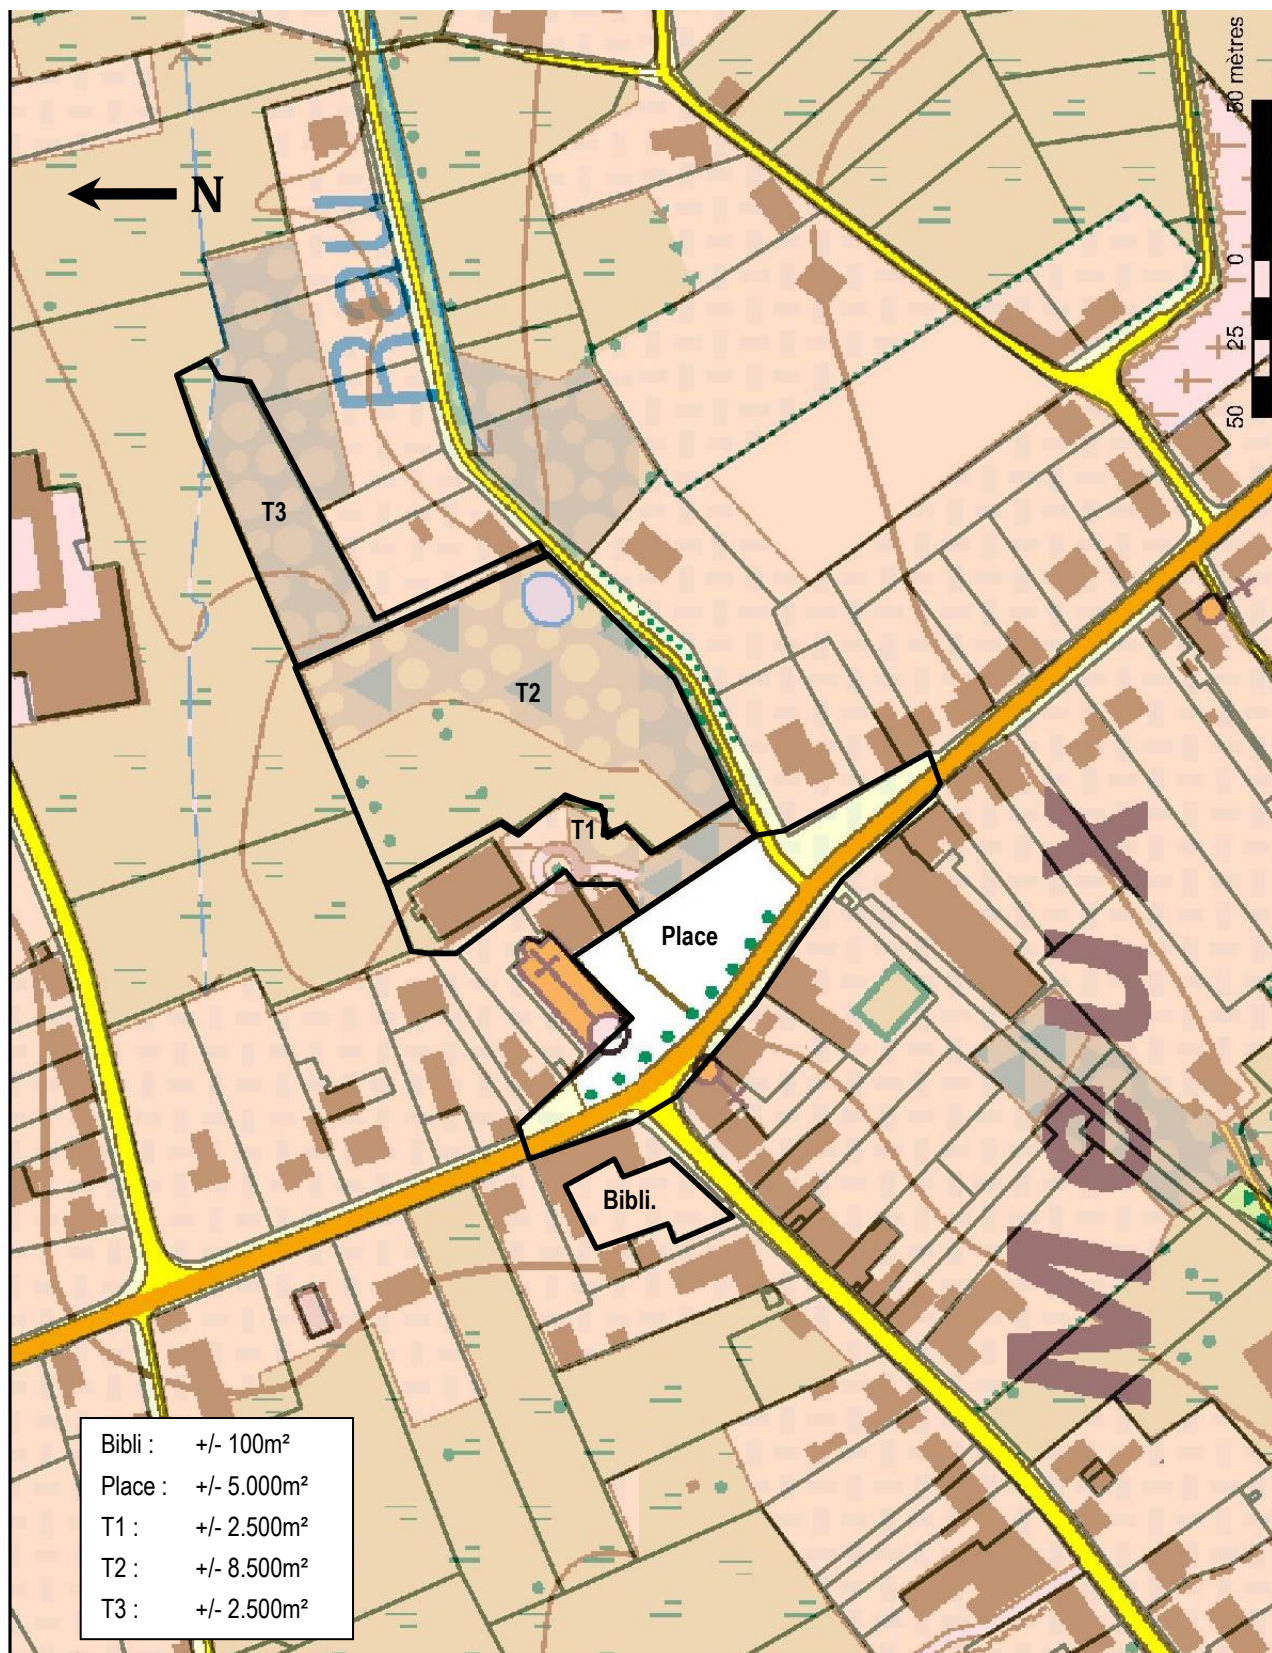 50 mètres
0
25
50
N
Rau
T3
T2
T1
Place
Bibli.
Meux
Bibli : +/- 100m²
Place : +/- 5.000m²
T1 : +/- 2.500m²
T2 : +/- 8.500m²
T3 : +/- 2.500m²